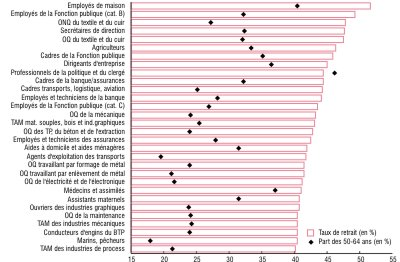 Employés de maison
Employés de la Fonction publique (cat. B)
ONQ du textile et du cuir
Secrétaires de direction
OQ du textile et du cuir
Agriculteurs
Cadres de la Fonction publique
Dirigeants d'entreprise
Professionnels de la politique et du clergé
Cadres de la banque/assurances
Cadres transports, logistique, aviation
Employés et techniciens de la banque
Employés de la Fonction publique (cat. C)
OQ de la mécanique
TAM mat. souples, bois et ind.graphiques
OQ des TP, du béton et de l'extraction
Employés et techniciens des assurances
Aides à domicile et aides ménagères
Agents d'exploitation des transports
OQ travaillant par formage de métal
OQ travaillant par enlèvement de métal
OQ de l'électricité et de l'électronique
Médecins et assimilés
Assistants maternels
Ouvriers des industries graphiques
OQ de la maintenance
TAM des industries mécaniques
Conducteurs d'engins du BTP
Marins, pêcheurs
TAM des industries de process
Taux de retrait (en %)
Part des 50-64 ans (en %)
15 20 25 30 35 40 45 50 55